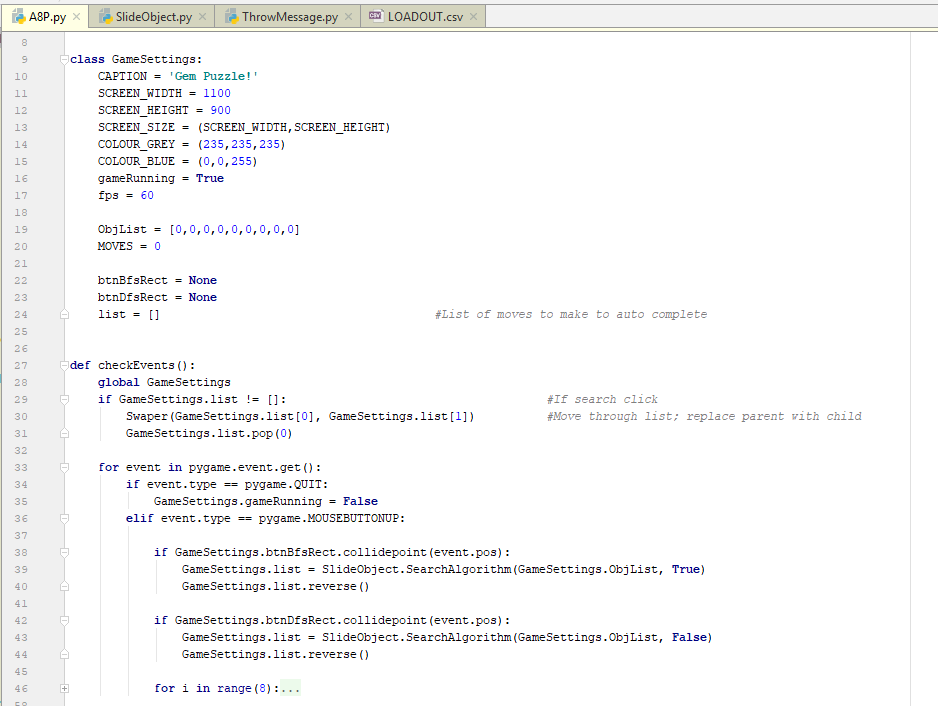 A8P.py SlideObject.py ThrowMessage.py LOADOUT.csv
8
9 class GameSettings:
10 CAPTION = 'Gem Puzzle!'
11 SCREEN_WIDTH = 1100
12 SCREEN_HEIGHT = 900
13 SCREEN_SIZE = (SCREEN_WIDTH,SCREEN_HEIGHT)
14 COLOUR_GREY = (235,235,235)
15 COLOUR_BLUE = (0,0,255)
16 gameRunning = True
17 fps = 60
18
19 ObjList = [0,0,0,0,0,0,0,0,0]
20 MOVES = 0
21
22 btnBfsRect = None
23 btnDfsRect = None
24 list = [] #List of moves to make to auto complete
25
26
27 def checkEvents():
28 global GameSettings
29 if GameSettings.list != []: #If search click
30 Swaper(GameSettings.list[0], GameSettings.list[1]) #Move through list; replace parent with child
31 GameSettings.list.pop(0)
32
33 for event in pygame.event.get():
34 if event.type == pygame.QUIT:
35 GameSettings.gameRunning = False
36 elif event.type == pygame.MOUSEBUTTONUP:
37
38 if GameSettings.btnBfsRect.collidepoint(event.pos):
39 GameSettings.list = SlideObject.SearchAlgorithm(GameSettings.ObjList, True)
40 GameSettings.list.reverse()
41
42 if GameSettings.btnDfsRect.collidepoint(event.pos):
43 GameSettings.list = SlideObject.SearchAlgorithm(GameSettings.ObjList, False)
44 GameSettings.list.reverse()
45
46 for i in range(8):...